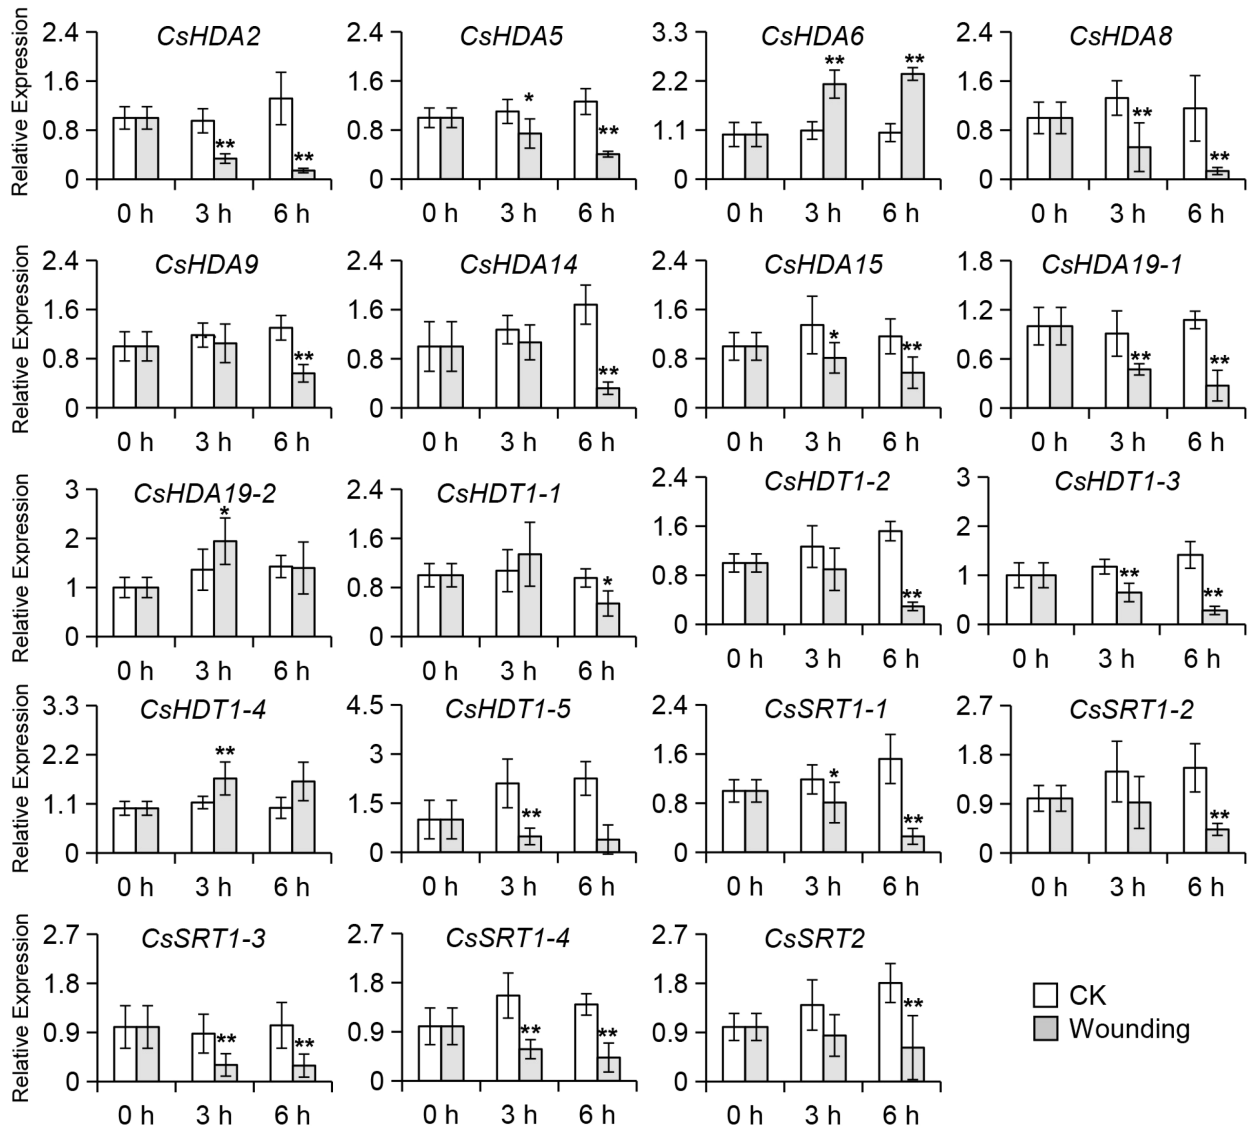 Relative Expression
CsHDA2
2.4
1.6
0.8
0
**
**
0 h 3 h 6 h
CsHDA5
2.4
1.6
0.8
0
*
**
0 h 3 h 6 h
CsHDA6
3.3
2.2
1.1
0
**
**
0 h 3 h 6 h
CsHDA8
2.4
1.6
0.8
0
**
**
0 h 3 h 6 h
Relative Expression
CsHDA9
2.4
1.6
0.8
0
**
0 h 3 h 6 h
CsHDA14
2.4
1.6
0.8
0
**
0 h 3 h 6 h
CsHDA15
2.4
1.6
0.8
0
*
**
0 h 3 h 6 h
CsHDA19-1
1.8
1.2
0.6
0
**
**
0 h 3 h 6 h
Relative Expression
CsHDA19-2
3
2
1
0
*
0 h 3 h 6 h
CsHDT1-1
2.4
1.6
0.8
0
*
0 h 3 h 6 h
CsHDT1-2
2.4
1.6
0.8
0
**
0 h 3 h 6 h
CsHDT1-3
3
2
1
0
**
**
0 h 3 h 6 h
Relative Expression
CsHDT1-4
3.3
2.2
1.1
0
**
0 h 3 h 6 h
CsHDT1-5
4.5
3
1.5
0
**
0 h 3 h 6 h
CsSRT1-1
2.4
1.6
0.8
0
*
**
0 h 3 h 6 h
CsSRT1-2
2.7
1.8
0.9
0
**
0 h 3 h 6 h
Relative Expression
CsSRT1-3
2.7
1.8
0.9
0
**
**
0 h 3 h 6 h
CsSRT1-4
2.7
1.8
0.9
0
**
**
0 h 3 h 6 h
CsSRT2
2.7
1.8
0.9
0
**
0 h 3 h 6 h
CK
Wounding